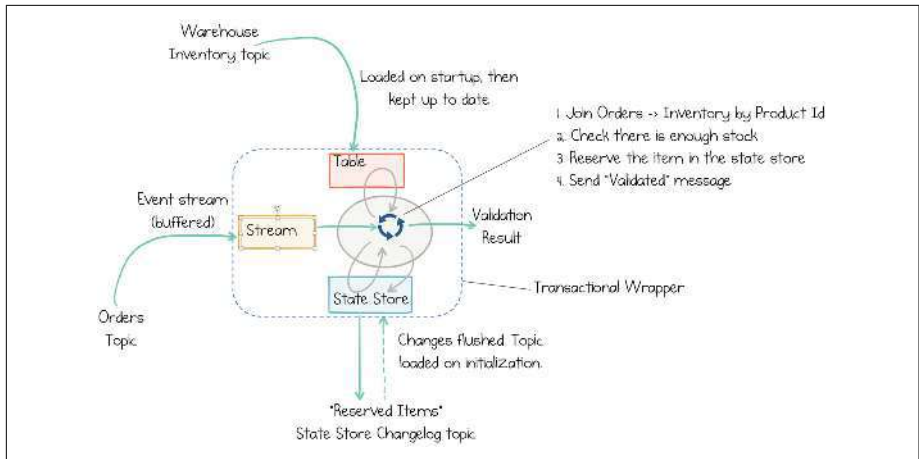 Warehouse
Inventory topic
Loaded on startup, then
kept up to date
1. Join Orders -> Inventory by Product Id
2. Check there is enough stock
3. Reserve the item in the state store
4. Send "Validated" message
Table
Event stream
(buffered)
Stream
Validation
Result
State Store
Transactional Wrapper
Orders
Topic
Changes flushed. Topic
loaded on initialization.
"Reserved Items"
State Store Changelog topic